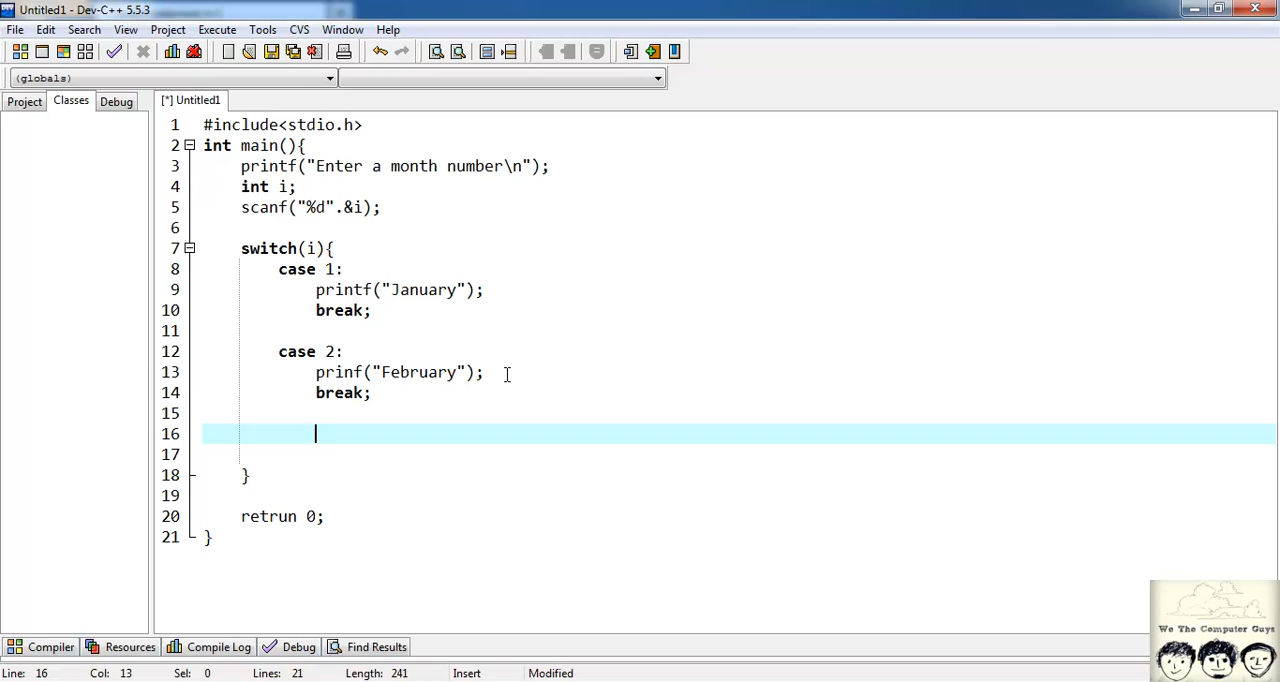 Untitled1 - Dev-C++ 5.5.3
File Edit Search View Project Execute Tools CVS Window Help
(globals)
Project Classes Debug [*] Untitled1
1 #include<stdio.h>
2 int main(){
3 printf("Enter a month number\n");
4 int i;
5 scanf("%d".&i);
6
7 switch(i){
8 case 1:
9 printf("January");
10 break;
11
12 case 2:
13 prinf("February");
14 break;
15
16
17
18 }
19
20 retrun 0;
21 }
We The Computer Guys
Compiler Resources Compile Log Debug Find Results
Line: 16 Col: 13 Sel: 0 Lines: 21 Length: 241 Insert Modified